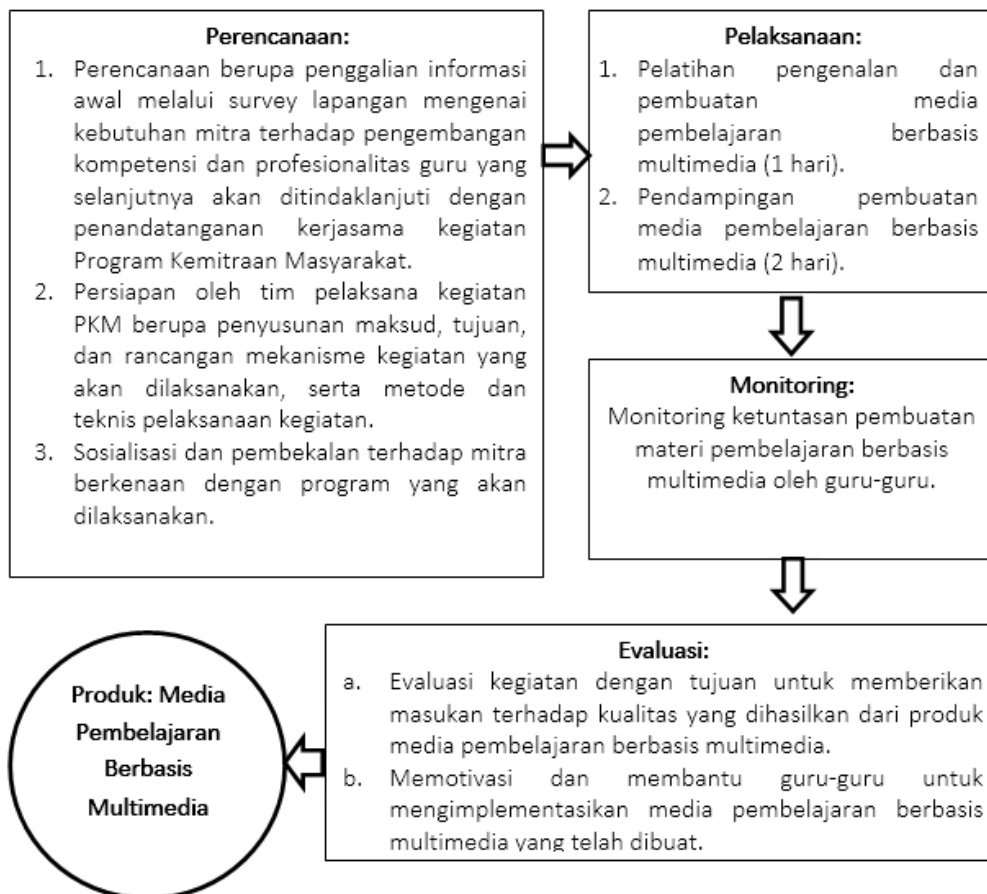 Perencanaan:
1. Perencanaan berupa penggalian informasi
awal melalui survey lapangan mengenai
kebutuhan mitra terhadap pengembangan
kompetensi dan profesionalitas guru yang
selanjutnya akan ditindaklanjuti dengan
penandatanganan kerjasama kegiatan
Program Kemitraan Masyarakat.
2. Persiapan oleh tim pelaksana kegiatan
PKM berupa penyusunan maksud, tujuan,
dan rancangan mekanisme kegiatan yang
akan dilaksanakan, serta metode dan
teknis pelaksanaan kegiatan.
3. Sosialisasi dan pembekalan terhadap mitra
berkenaan dengan program yang akan
dilaksanakan.
Pelaksanaan:
1. Pelatihan pengenalan dan
pembuatan media
pembelajaran berbasis
multimedia (1 hari).
2. Pendampingan pembuatan
media pembelajaran berbasis
multimedia (2 hari).
Monitoring:
Monitoring ketuntasan pembuatan
materi pembelajaran berbasis
multimedia oleh guru-guru.
Evaluasi:
a. Evaluasi kegiatan dengan tujuan untuk memberikan
masukan terhadap kualitas yang dihasilkan dari produk
media pembelajaran berbasis multimedia.
b. Memotivasi dan membantu guru-guru untuk
mengimplementasikan media pembelajaran berbasis
multimedia yang telah dibuat.
Produk: Media
Pembelajaran
Berbasis
Multimedia